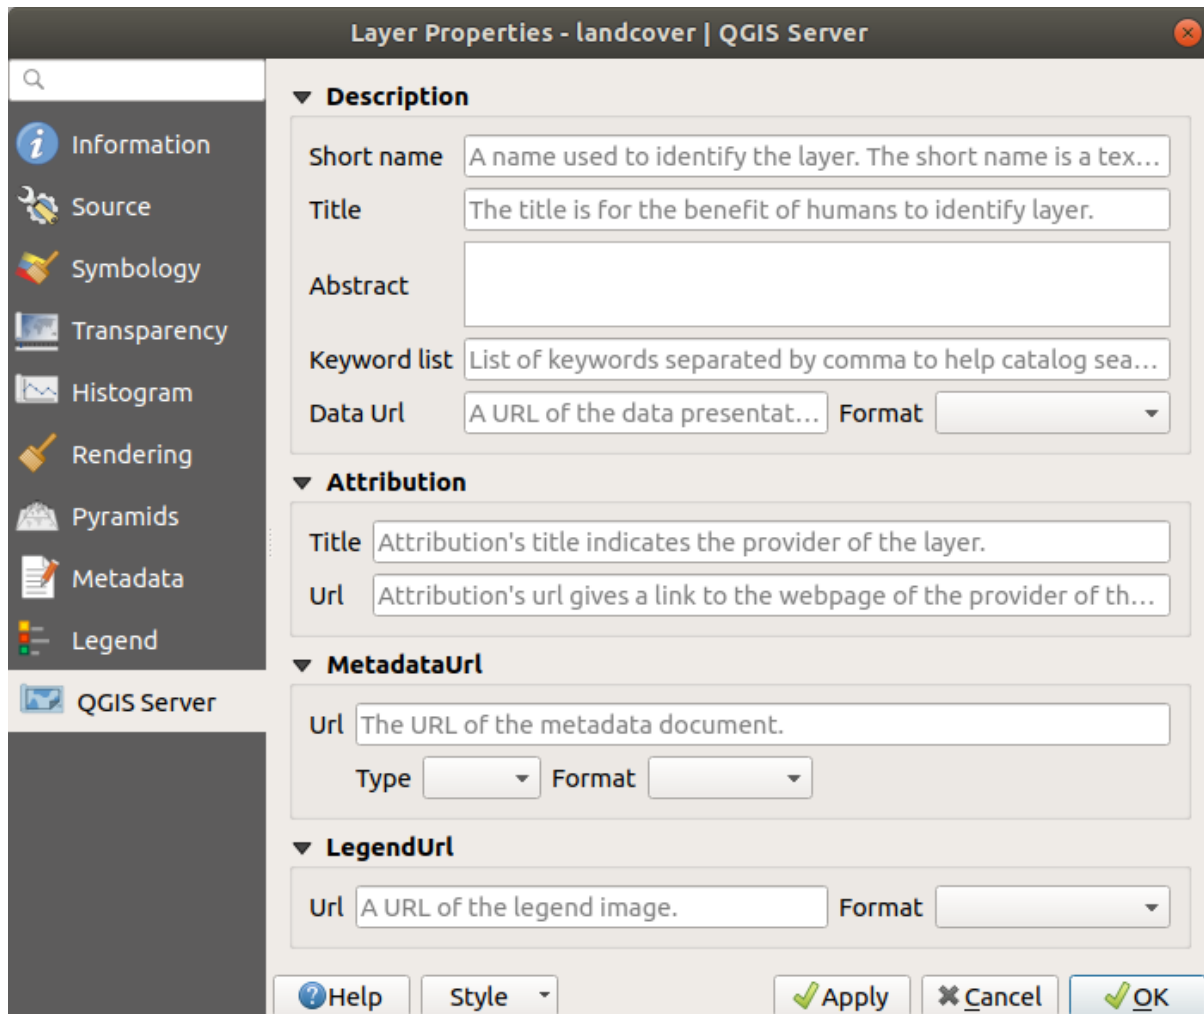 Layer Properties - landcover | QGIS Server
Information
Source
Symbology
Transparency
Histogram
Rendering
Pyramids
Metadata
Legend
QGIS Server
Description
Short name A name used to identify the layer. The short name is a tex...
Title The title is for the benefit of humans to identify layer.
Abstract
Keyword list List of keywords separated by comma to help catalog sea...
Data Url A URL of the data presentat... Format
Attribution
Title Attribution's title indicates the provider of the layer.
Url Attribution's url gives a link to the webpage of the provider of th...
MetadataUrl
Url The URL of the metadata document.
Type Format
LegendUrl
Url A URL of the legend image. Format
Help Style Apply Cancel OK